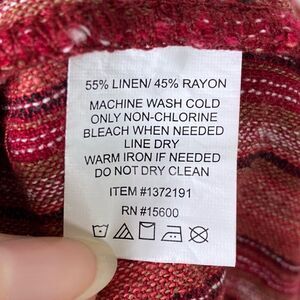 55% LINEN/ 45% RAYON
MACHINE WASH COLD
ONLY NON-CHLORINE
BLEACH WHEN NEEDED
LINE DRY
WARM IRON IF NEEDED
DO NOT DRY CLEAN
ITEM #1372191
RN #15600